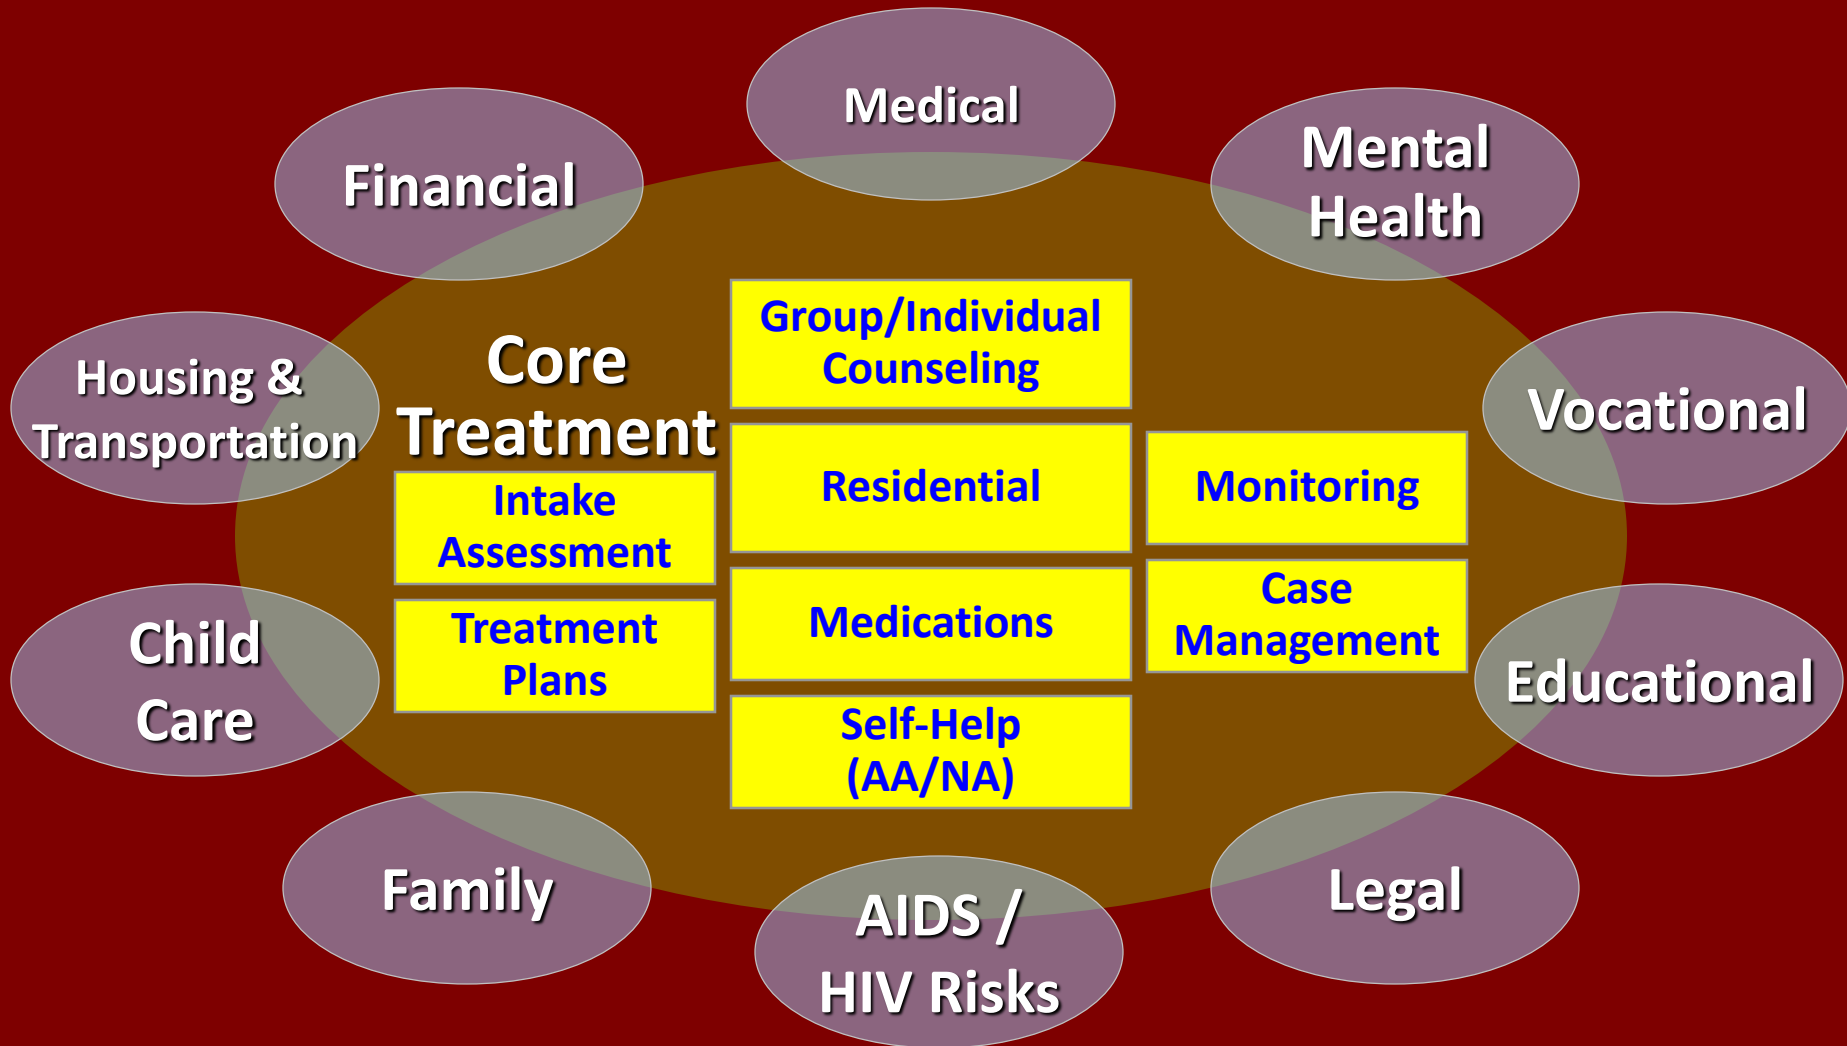 Medical
Financial
Mental
Health
Housing &
Transportation
Core
Treatment
Group/Individual
Counseling
Vocational
Intake
Assessment
Residential
Monitoring
Treatment
Plans
Medications
Case
Management
Child
Care
Self-Help
(AA/NA)
Educational
Family
AIDS /
HIV Risks
Legal